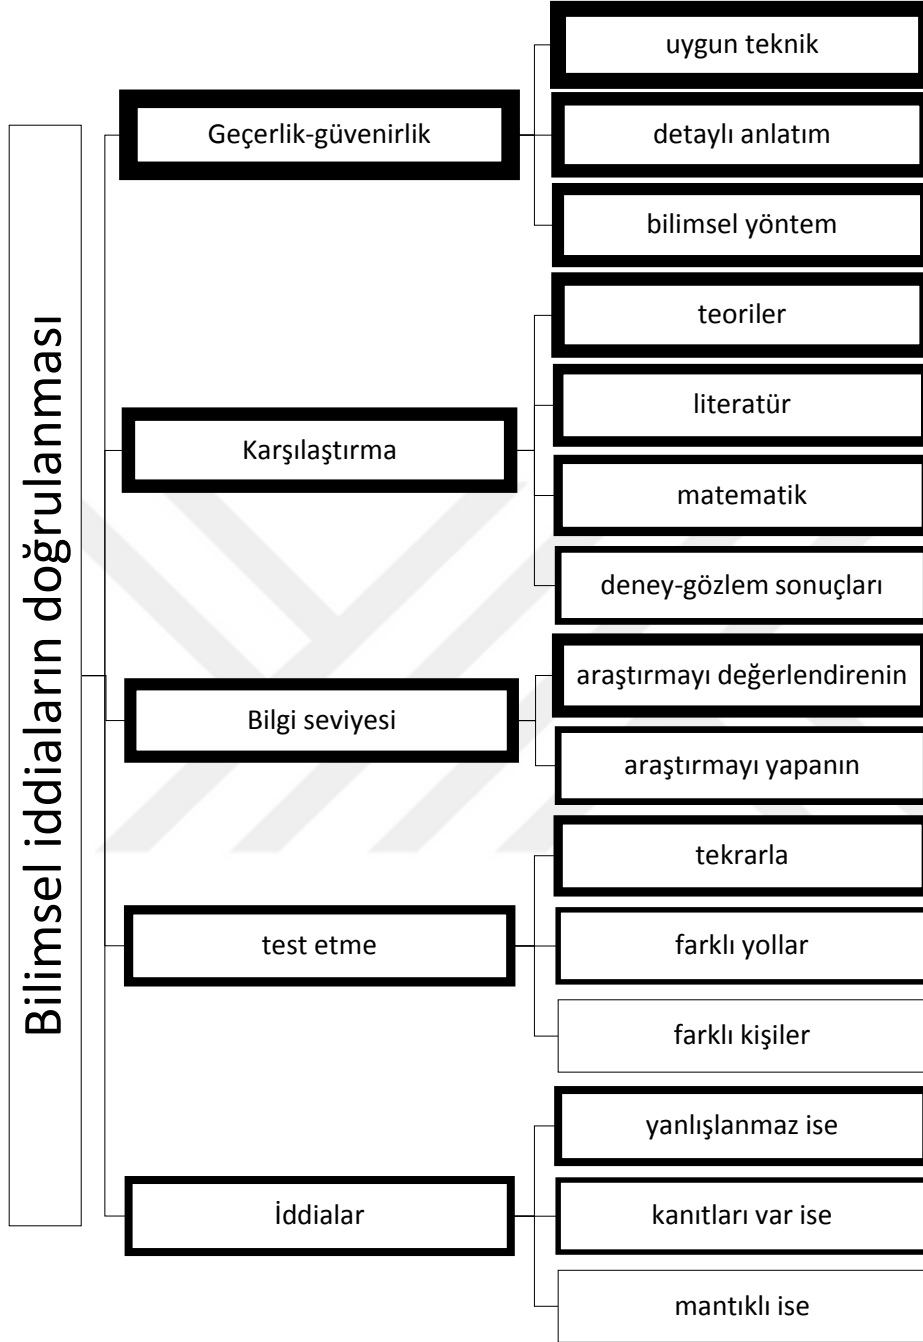 Bilimsel iddiaların doğrulanması
Geçerlik-güvenirlik
uygun teknik
detaylı anlatım
bilimsel yöntem
Karşılaştırma
teoriler
literatür
matematik
deney-gözlem sonuçları
Bilgi seviyesi
araştırmayı değerlendirenin
araştırmayı yapanın
test etme
tekrarla
farklı yollar
farklı kişiler
İddialar
yanlışlanmaz ise
kanıtları var ise
mantıklı ise